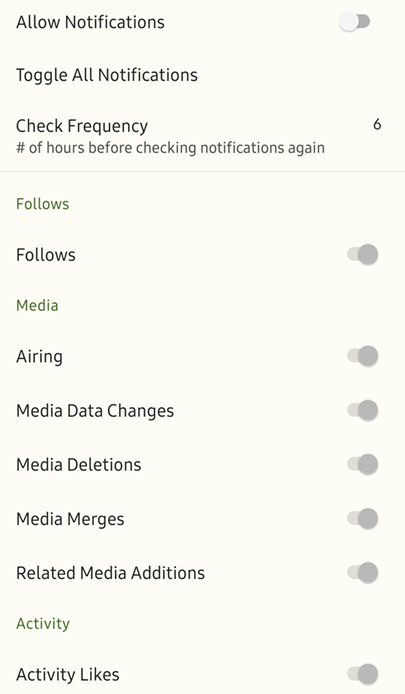 Allow Notifications
Toggle All Notifications
Check Frequency 6
# of hours before checking notifications again
Follows
Follows
Media
Airing
Media Data Changes
Media Deletions
Media Merges
Related Media Additions
Activity
Activity Likes